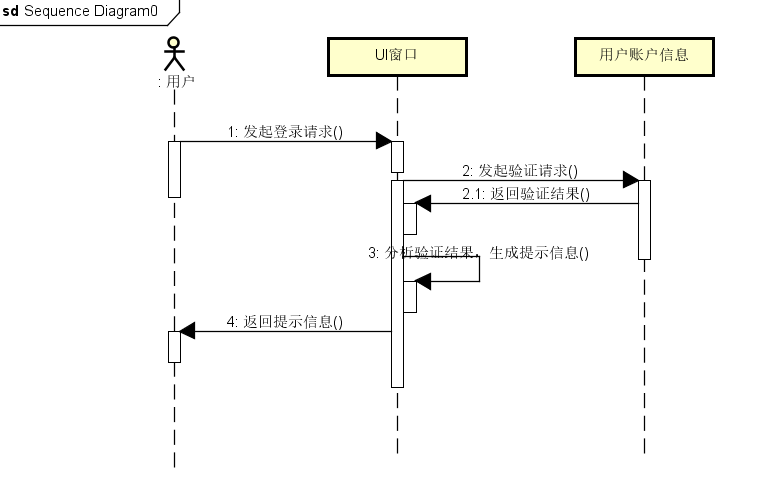 sd Sequence Diagram0
: 用户
UI窗口
用户账户信息
1: 发起登录请求()
2: 发起验证请求()
2.1: 返回验证结果()
3: 分析验证结果，生成提示信息()
4: 返回提示信息()